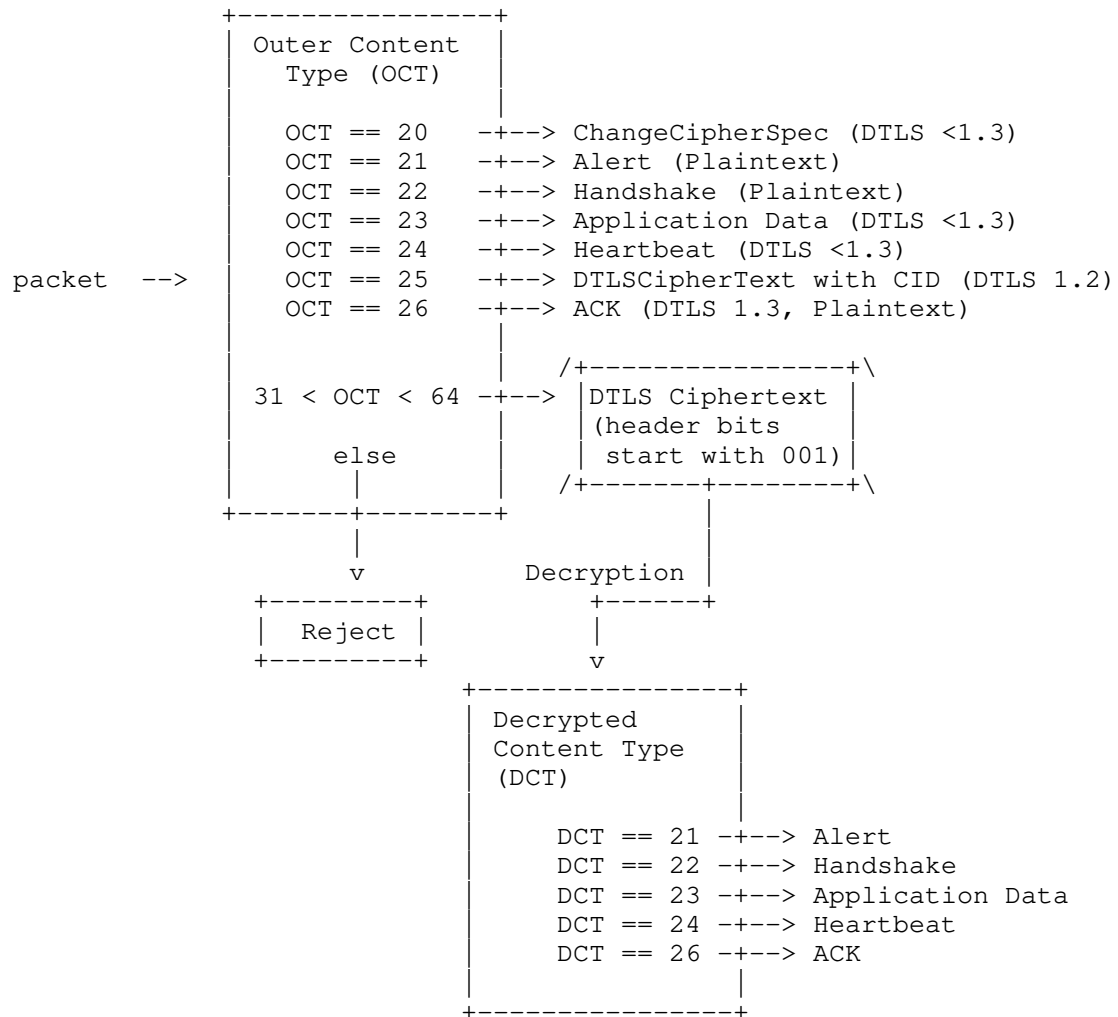 Outer Content
Type (OCT)
OCT == 20 -+--> ChangeCipherSpec (DTLS <1.3)
OCT == 21 -+--> Alert (Plaintext)
OCT == 22 -+--> Handshake (Plaintext)
OCT == 23 -+--> Application Data (DTLS <1.3)
OCT == 24 -+--> Heartbeat (DTLS <1.3)
packet --> OCT == 25 -+--> DTLSCipherText with CID (DTLS 1.2)
OCT == 26 -+--> ACK (DTLS 1.3, Plaintext)
31 < OCT < 64 -+--> DTLS Ciphertext
(header bits
else start with 001)
v Decryption
Reject
v
Decrypted
Content Type
(DCT)
DCT == 21 -+--> Alert
DCT == 22 -+--> Handshake
DCT == 23 -+--> Application Data
DCT == 24 -+--> Heartbeat
DCT == 26 -+--> ACK